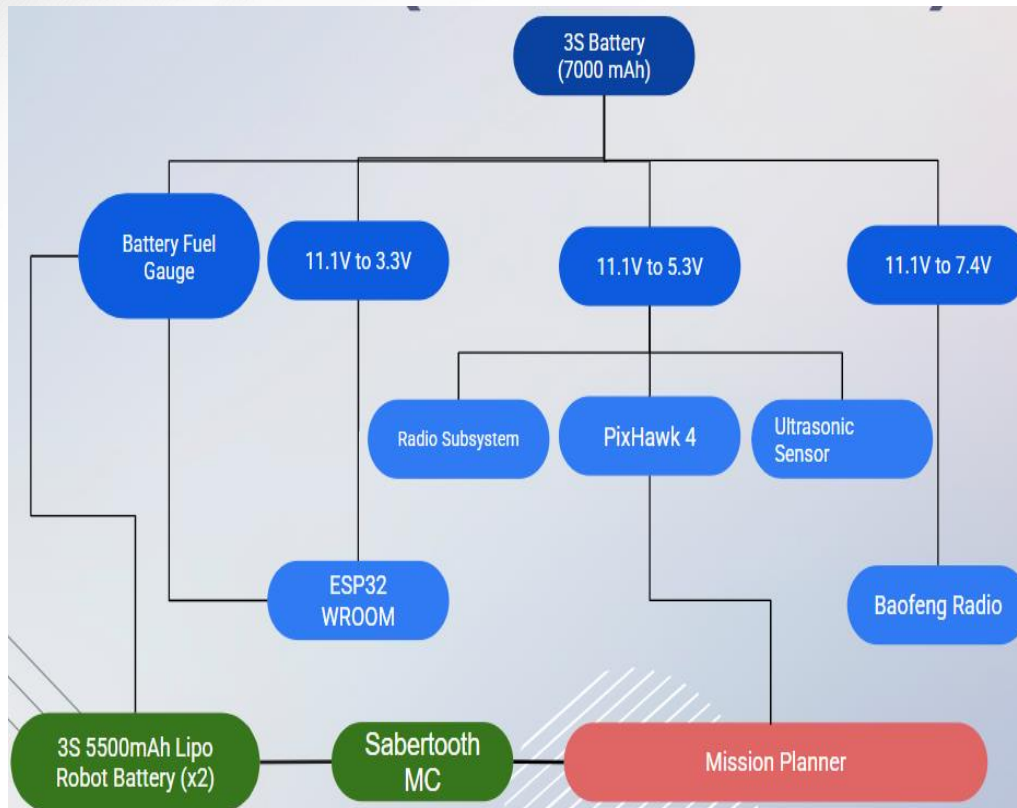 3S Battery
(7000 mAh)
Battery Fuel
Gauge
11.1V to 3.3V
11.1V to 5.3V
11.1V to 7.4V
Radio Subsystem
PixHawk 4
Ultrasonic
Sensor
ESP32
WROOM
Baofeng Radio
3S 5500mAh Lipo
Robot Battery (x2)
Sabertooth
MC
Mission Planner